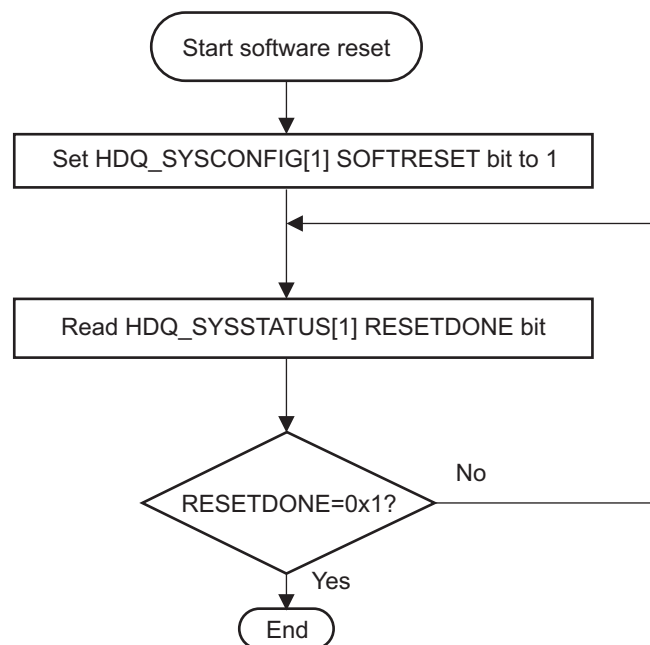 Start software reset
Set HDQ_SYSCONFIG[1] SOFTRESET bit to 1
Read HDQ_SYSSTATUS[1] RESETDONE bit
RESETDONE=0x1?
No
Yes
End